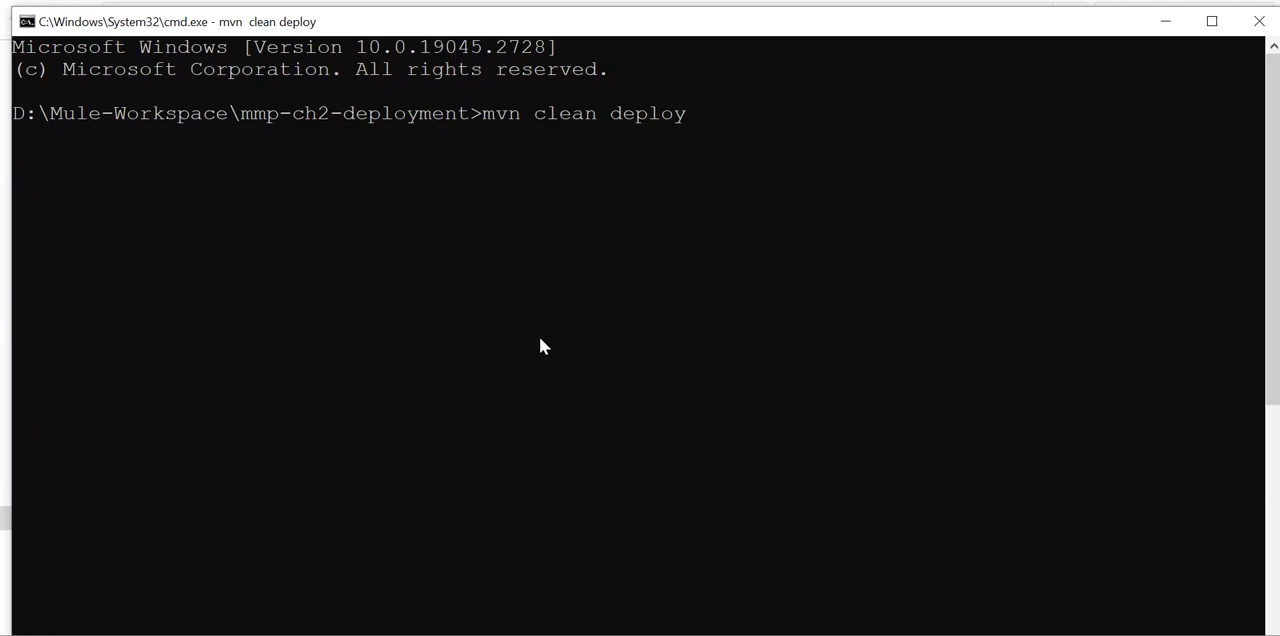 C:\Windows\System32\cmd.exe - mvn  clean deploy
Microsoft Windows [Version 10.0.19045.2728]
(c) Microsoft Corporation. All rights reserved.
D:\Mule-Workspace\mmp-ch2-deployment>mvn clean deploy